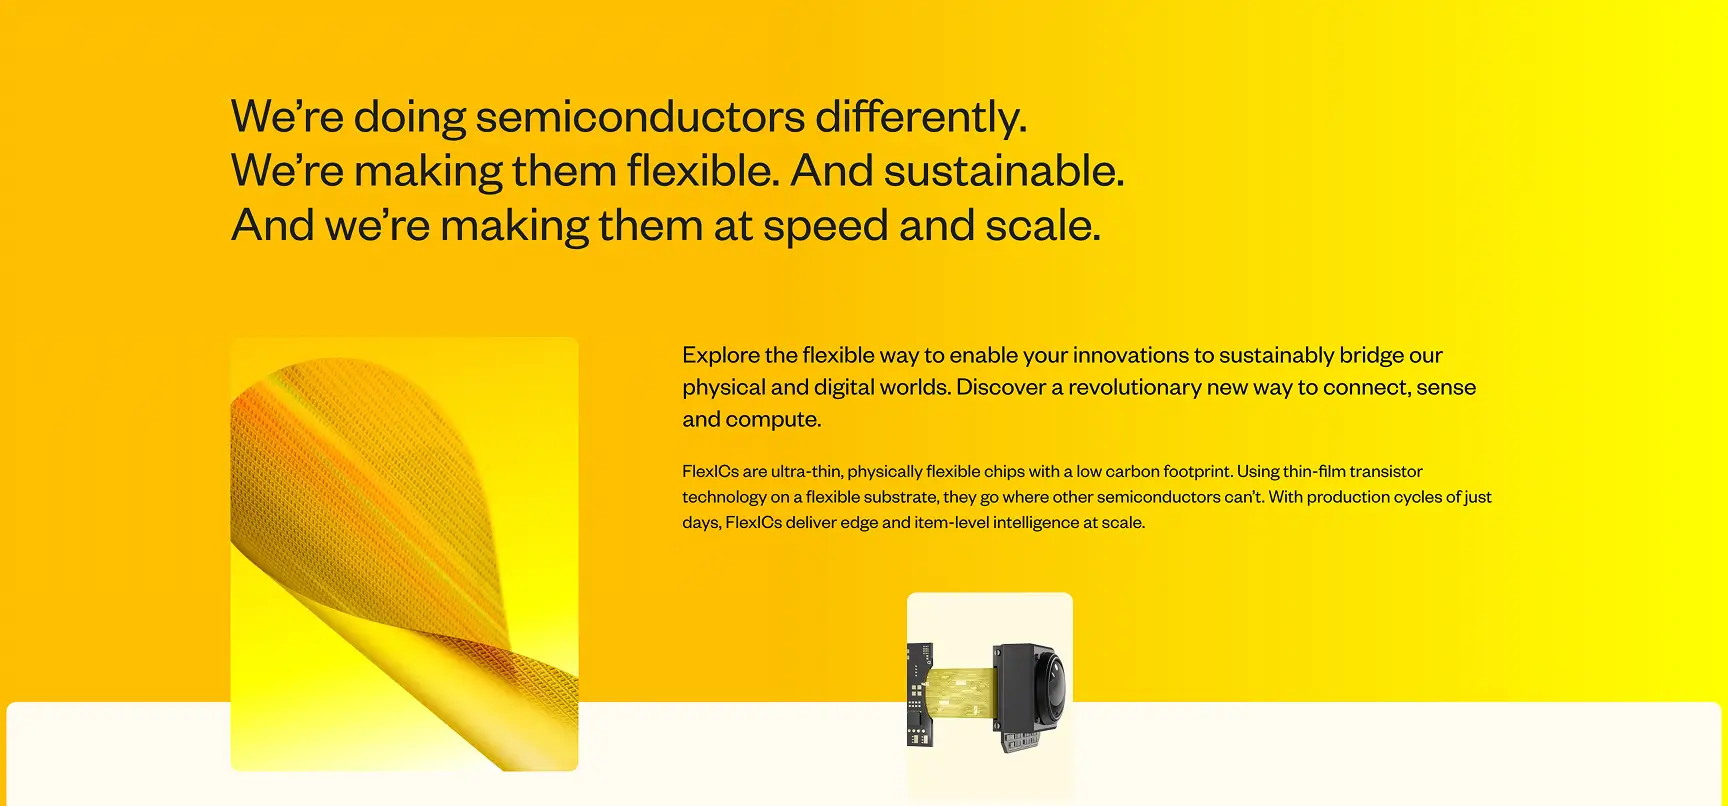 We’re doing semiconductors differently.
We’re making them flexible. And sustainable.
And we’re making them at speed and scale.
Explore the flexible way to enable your innovations to sustainably bridge our
physical and digital worlds. Discover a revolutionary new way to connect, sense
and compute.
FlexICs are ultra-thin, physically flexible chips with a low carbon footprint. Using thin-film transistor
technology on a flexible substrate, they go where other semiconductors can’t. With production cycles of just
days, FlexICs deliver edge and item-level intelligence at scale.